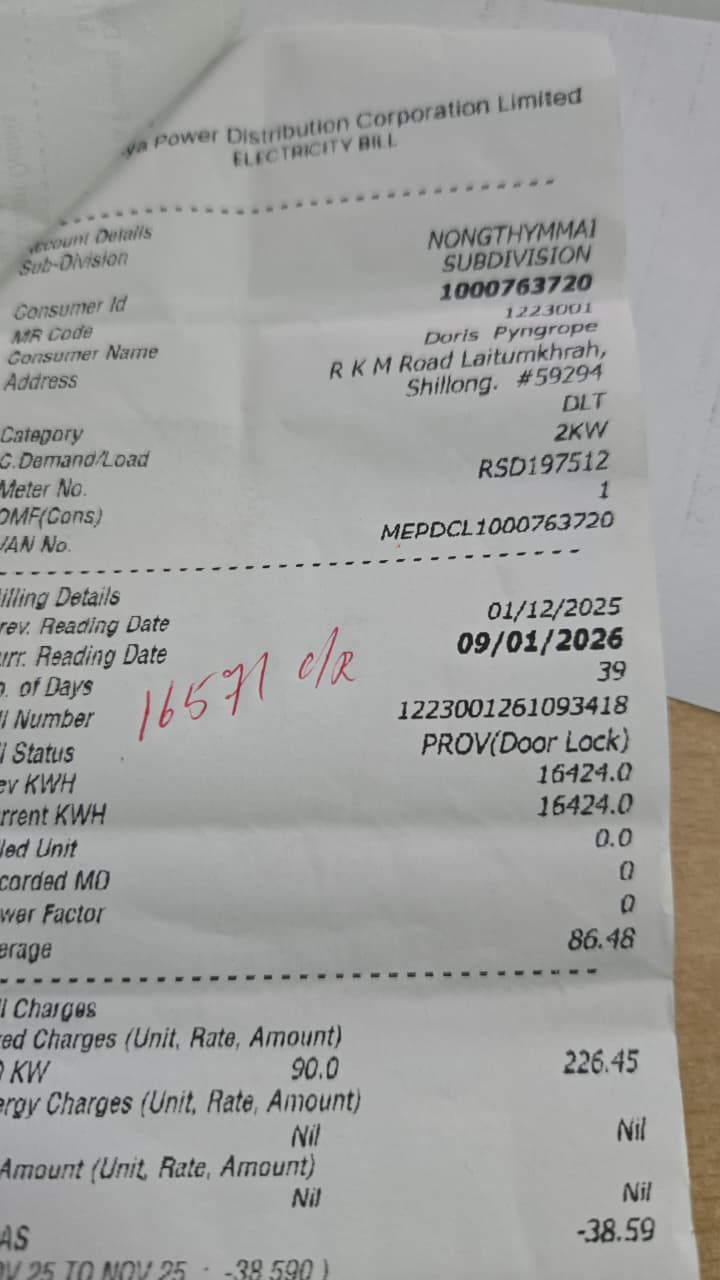 Power Distribution Corporation Limited
ELECTRICITY BILL
Account Details
Sub-Division NONGTHYMMAI SUBDIVISION
Consumer Id 1000763720
MR Code 1223001
Consumer Name Doris Pyngrope
Address R K M Road Laitumkhrah,
Shillong. #59294
Category DLT
C.Demand/Load 2KW
Meter No. RSD197512
OMF(Cons) 1
VAN No. MEPDCL1000763720
illing Details
rev. Reading Date 01/12/2025
urr. Reading Date 09/01/2026
of Days 39
16571 c/R
Number 1223001261093418
Status PROV(Door Lock)
ev KWH 16424.0
rrent KWH 16424.0
led Unit 0.0
corded MD 0
wer Factor 0
erage 86.48
Charges
ed Charges (Unit, Rate, Amount)
KW 90.0 226.45
ergy Charges (Unit, Rate, Amount)
Nil Nil
Amount (Unit, Rate, Amount)
Nil Nil
AS -38.59
V 25 TO NOV 25 : -38.590 )